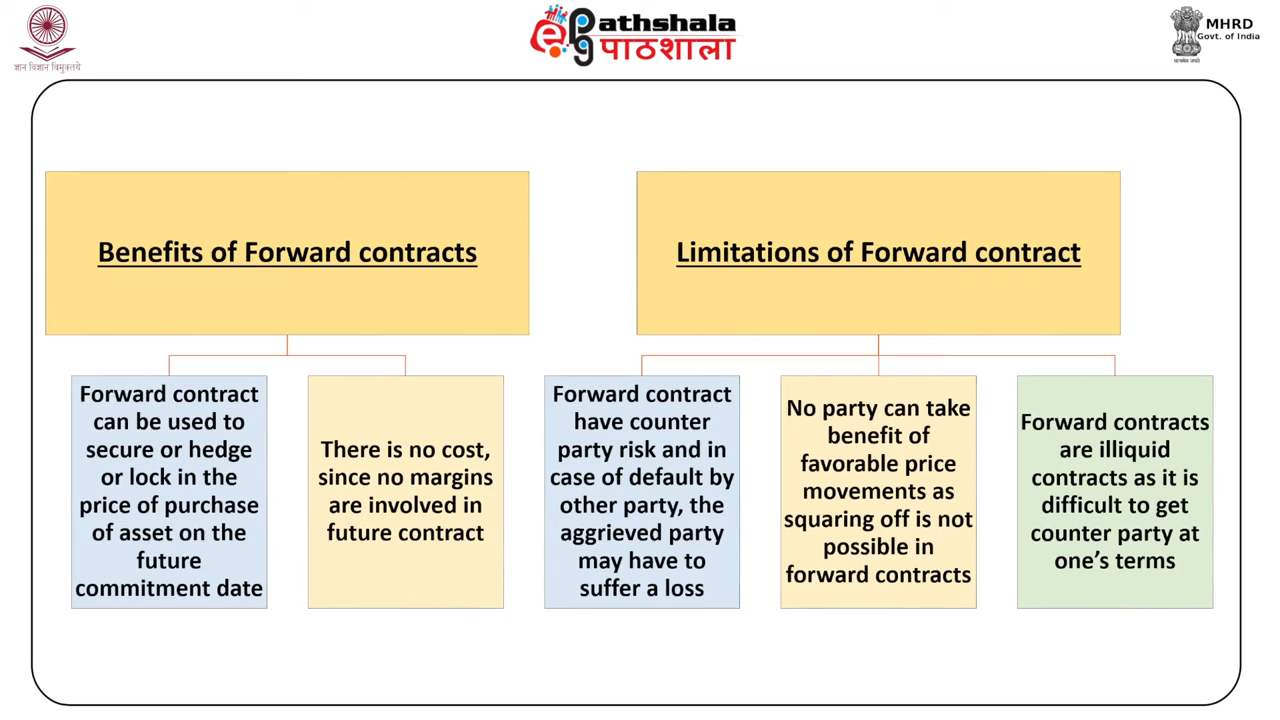 ज्ञान विज्ञान विमुक्तये
ePg Pathshala
पाठशाला
MHRD
Govt. of India
सत्यमेव जयते
Benefits of Forward contracts
Forward contract
can be used to
secure or hedge
or lock in the
price of purchase
of asset on the
future
commitment date
There is no cost,
since no margins
are involved in
future contract
Limitations of Forward contract
Forward contract
have counter
party risk and in
case of default by
other party, the
aggrieved party
may have to
suffer a loss
No party can take
benefit of
favorable price
movements as
squaring off is not
possible in
forward contracts
Forward contracts
are illiquid
contracts as it is
difficult to get
counter party at
one's terms